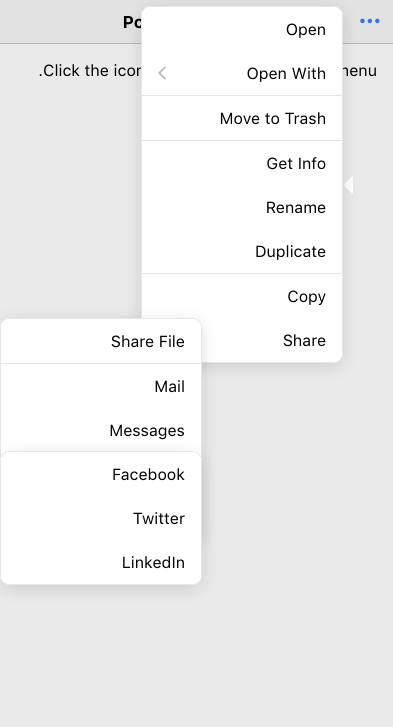 Po
.Click the icon
menu
Open
Open With
Move to Trash
Get Info
Rename
Duplicate
Copy
Share
Share File
Mail
Messages
Facebook
Twitter
LinkedIn